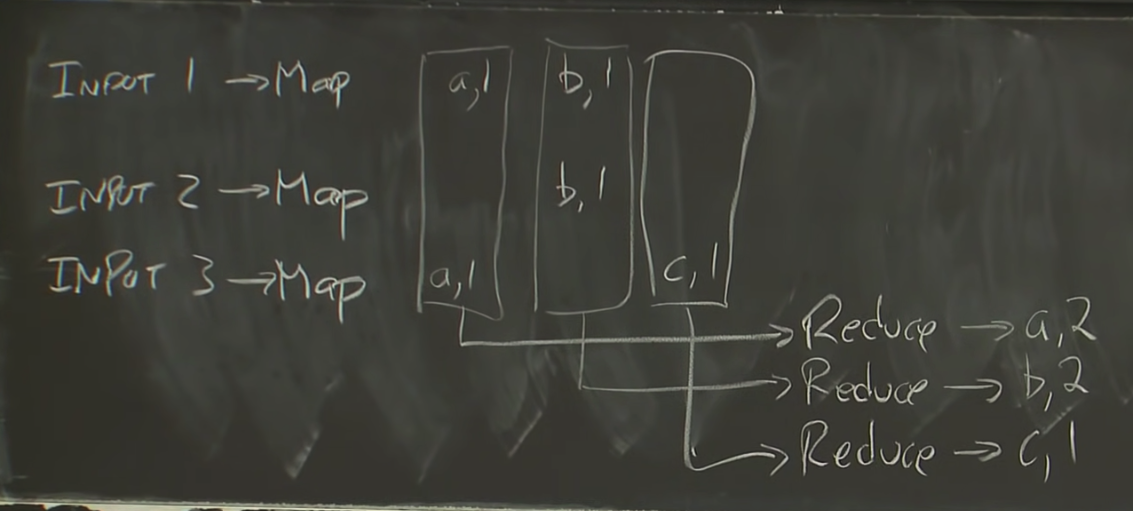 INPUT 1 → Map a,1 b,1
INPUT 2 → Map b,1
INPUT 3 → Map a,1 c,1
Reduce → a,2
Reduce → b,2
Reduce → c,1